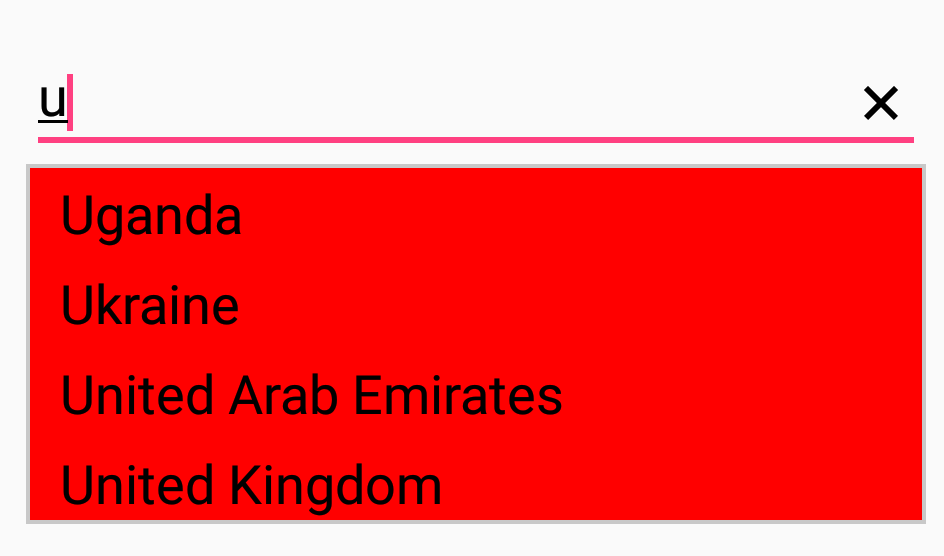 u
Uganda
Ukraine
United Arab Emirates
United Kingdom